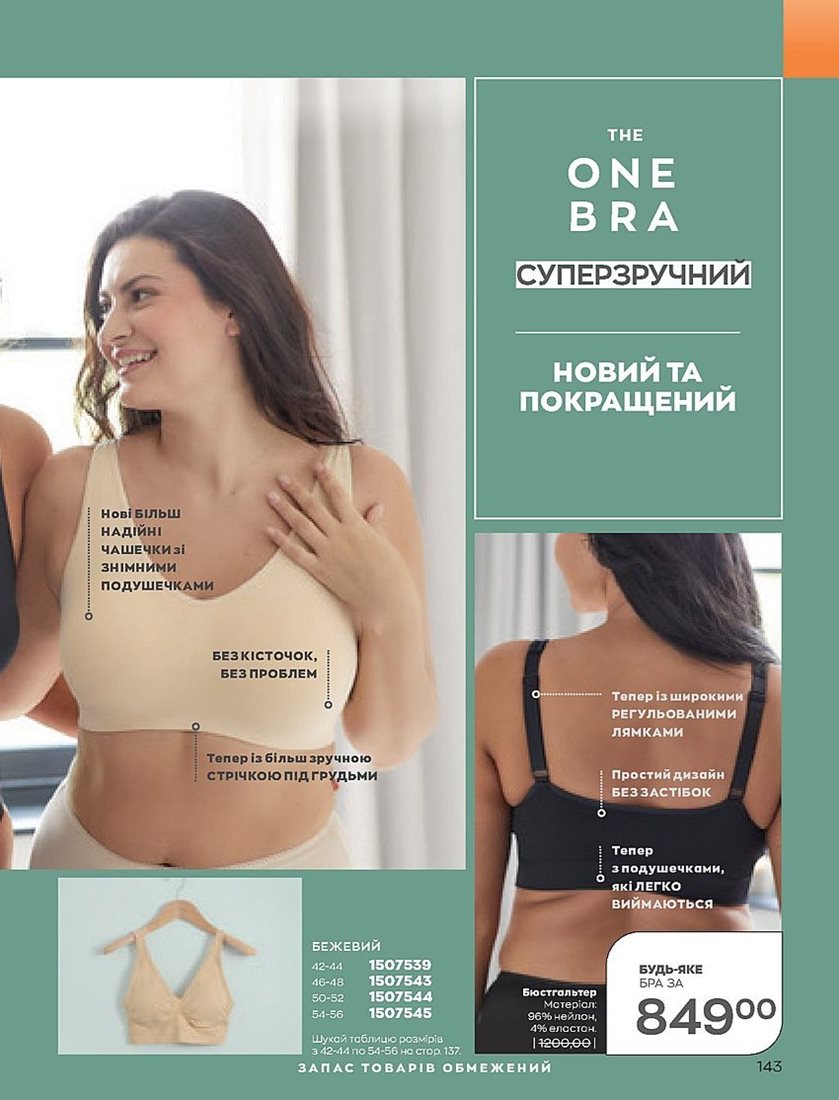 THE
ONE
BRA
СУПЕРЗРУЧНИЙ
НОВИЙ ТА
ПОКРАЩЕНИЙ
Нові БІЛЬШ
НАДІЙНІ
ЧАШЕЧКИ зі
ЗНІМНИМИ
ПОДУШЕЧКАМИ
БЕЗ КІСТОЧОК,
БЕЗ ПРОБЛЕМ
Тепер із більш зручною
СТРІЧКОЮ ПІД ГРУДЬМИ
Тепер із широкими
РЕГУЛЬОВАНИМИ
ЛЯМКАМИ
Простий дизайн
БЕЗ ЗАСТІБОК
Тепер
з подушечками,
які ЛЕГКО
ВИЙМАЮТЬСЯ
БЕЖЕВИЙ
42-44 1507539
46-48 1507543
50-52 1507544
54-56 1507545
Шукай таблицю розмірів
з 42-44 по 54-56 на стор. 137.
Бюстгальтер
Матеріал:
96% нейлон,
4% еластан.
| 1200,00 |
БУДЬ-ЯКЕ
БРА ЗА
84900
ЗАПАС ТОВАРІВ ОБМЕЖЕНИЙ
143